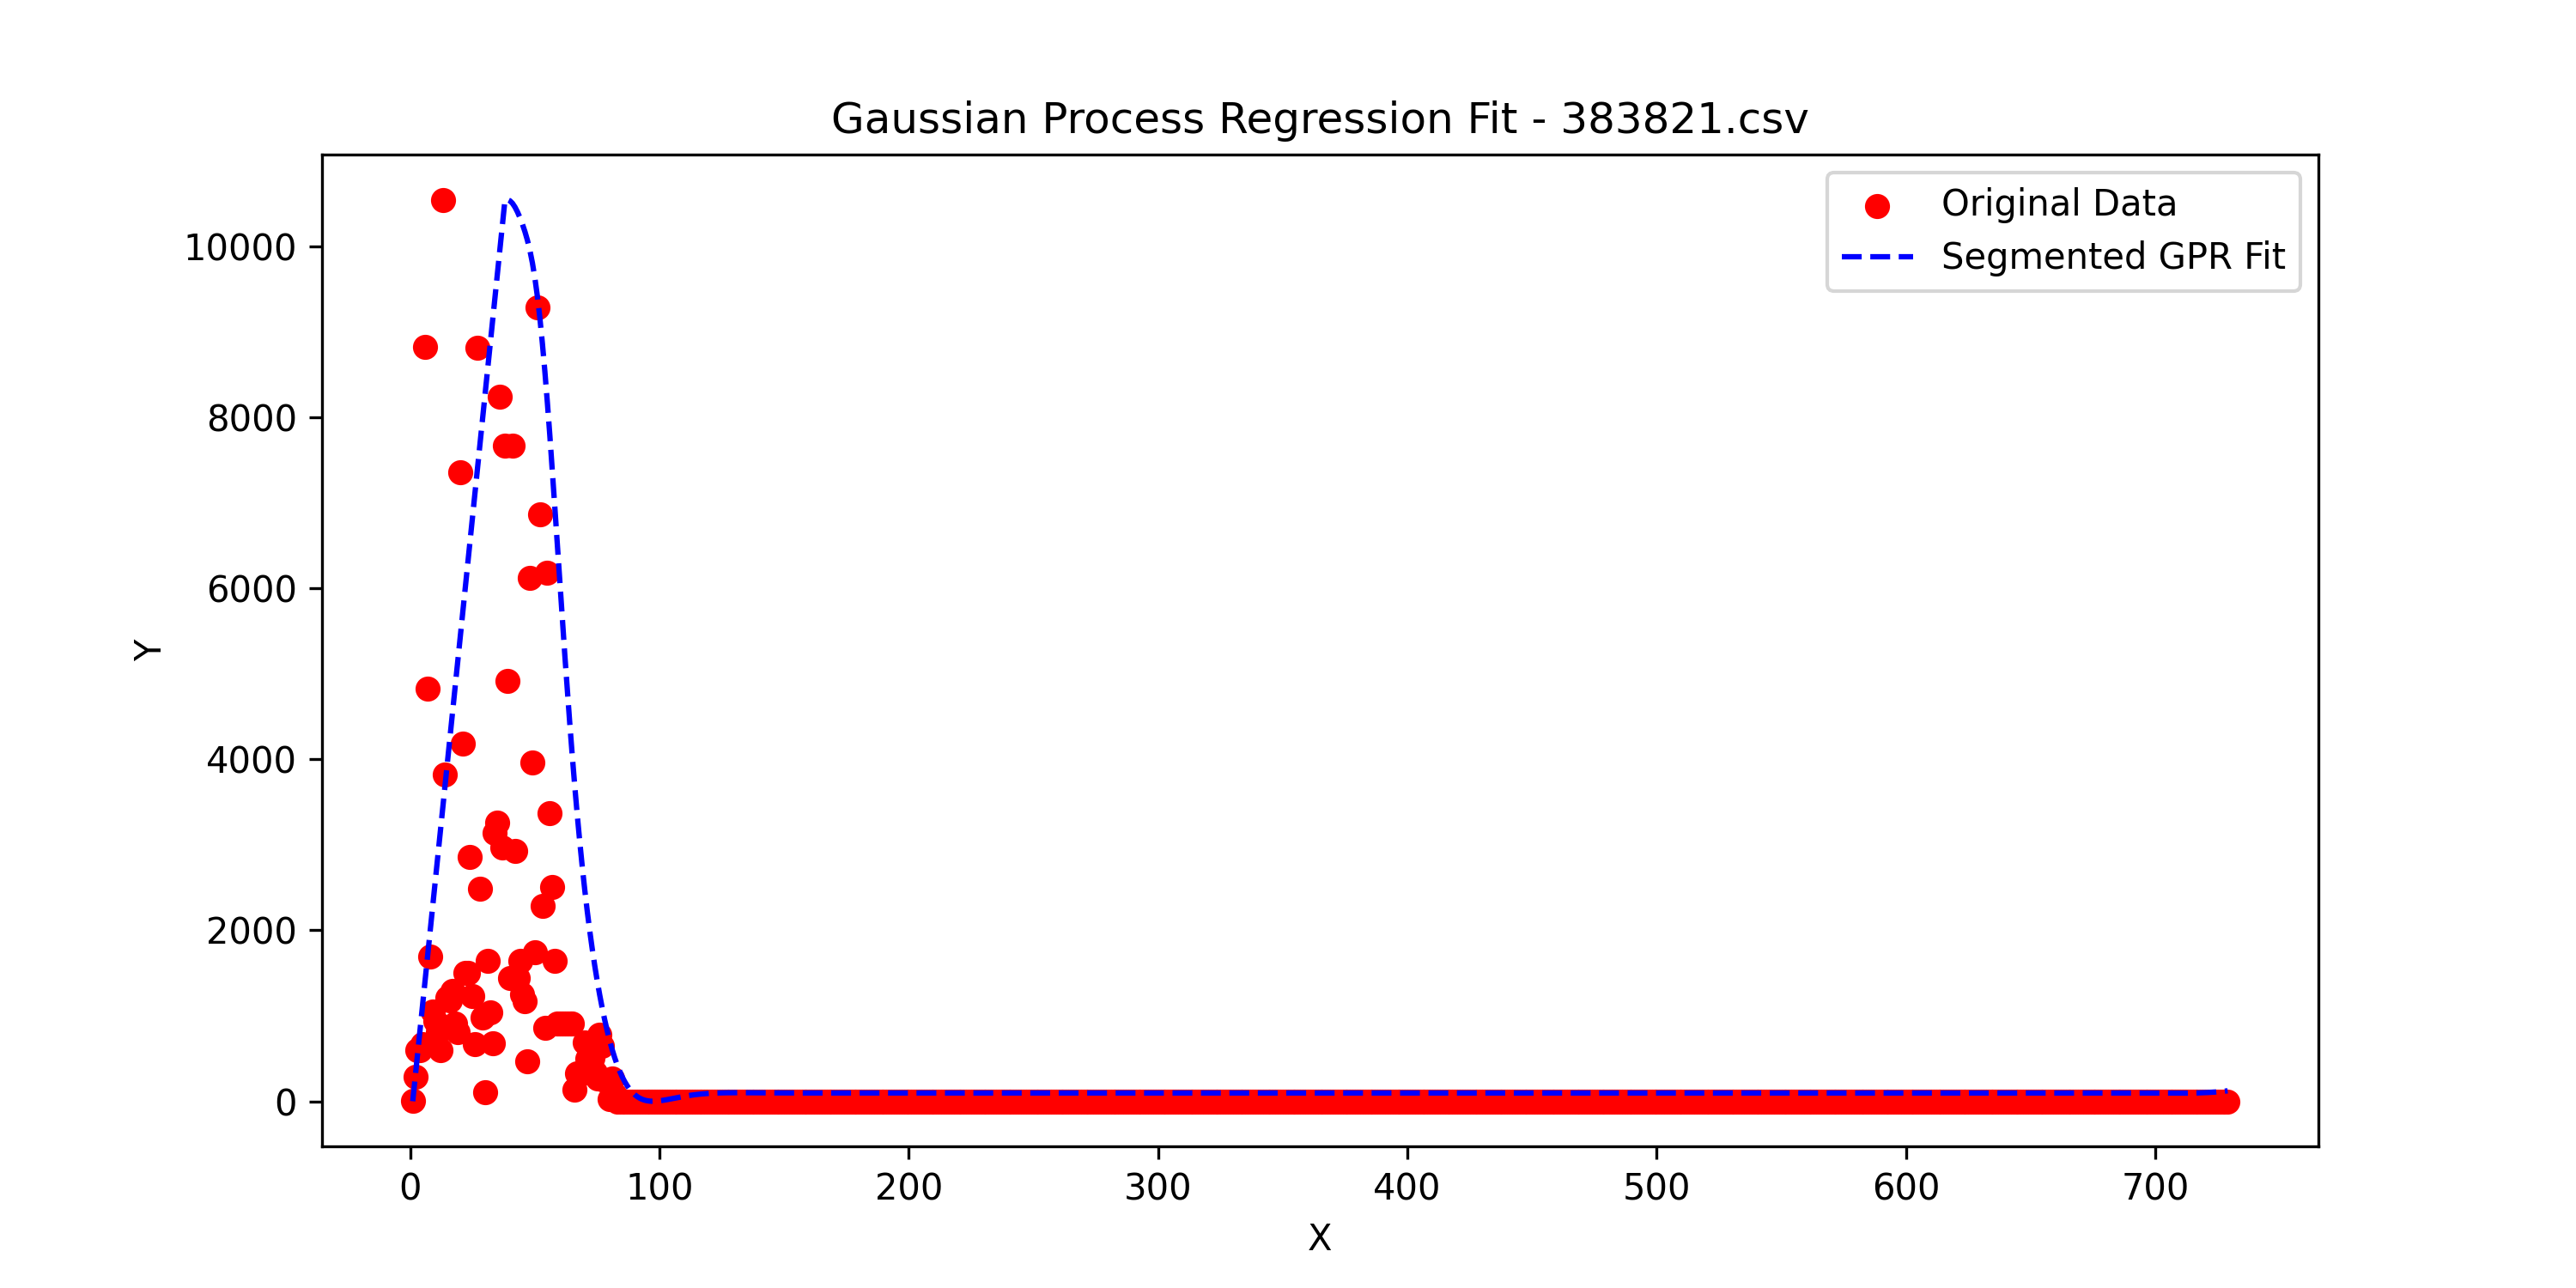 Gaussian Process Regression Fit - 383821.csv
Original Data
Segmented GPR Fit
10000
8000
6000
4000
2000
0
Y
0 100 200 300 400 500 600 700
X